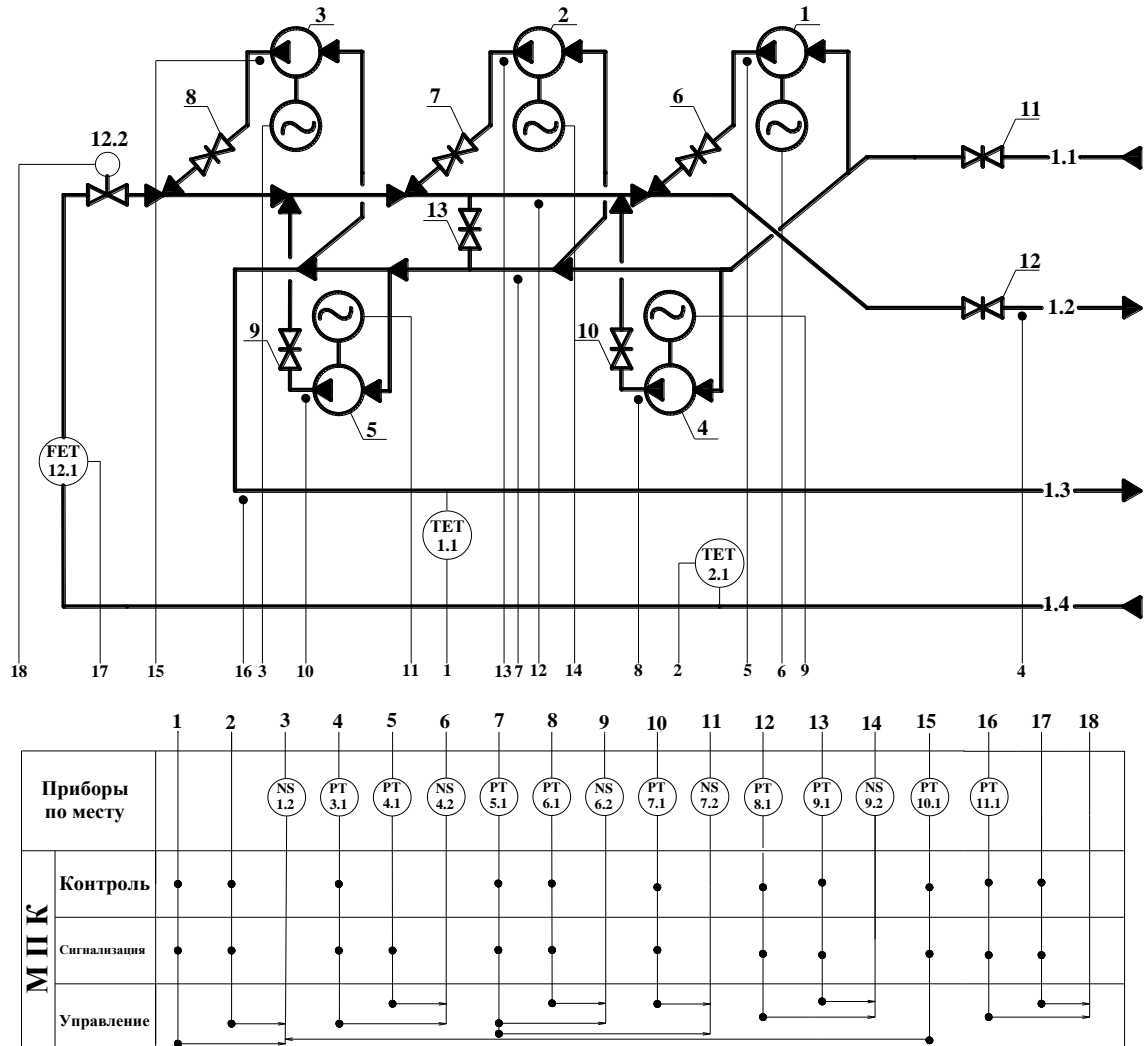 3 2 1
8 7 6 11
12.2 1.1
18
13
12
1.2
9 10
5 4
FET
12.1
1.3
TET
1.1
TET
2.1
1.4
18 17 15 16 3 10 11 1 13 7 12 14 8 2 5 6 9 4
1 2 3 4 5 6 7 8 9 10 11 12 13 14 15 16 17 18
Приборы
по месту
NS
1.2
PT
3.1
PT
4.1
NS
4.2
PT
5.1
PT
6.1
NS
6.2
PT
7.1
NS
7.2
PT
8.1
PT
9.1
NS
9.2
PT
10.1
PT
11.1
МПК
Контроль
Сигнализация
Управление